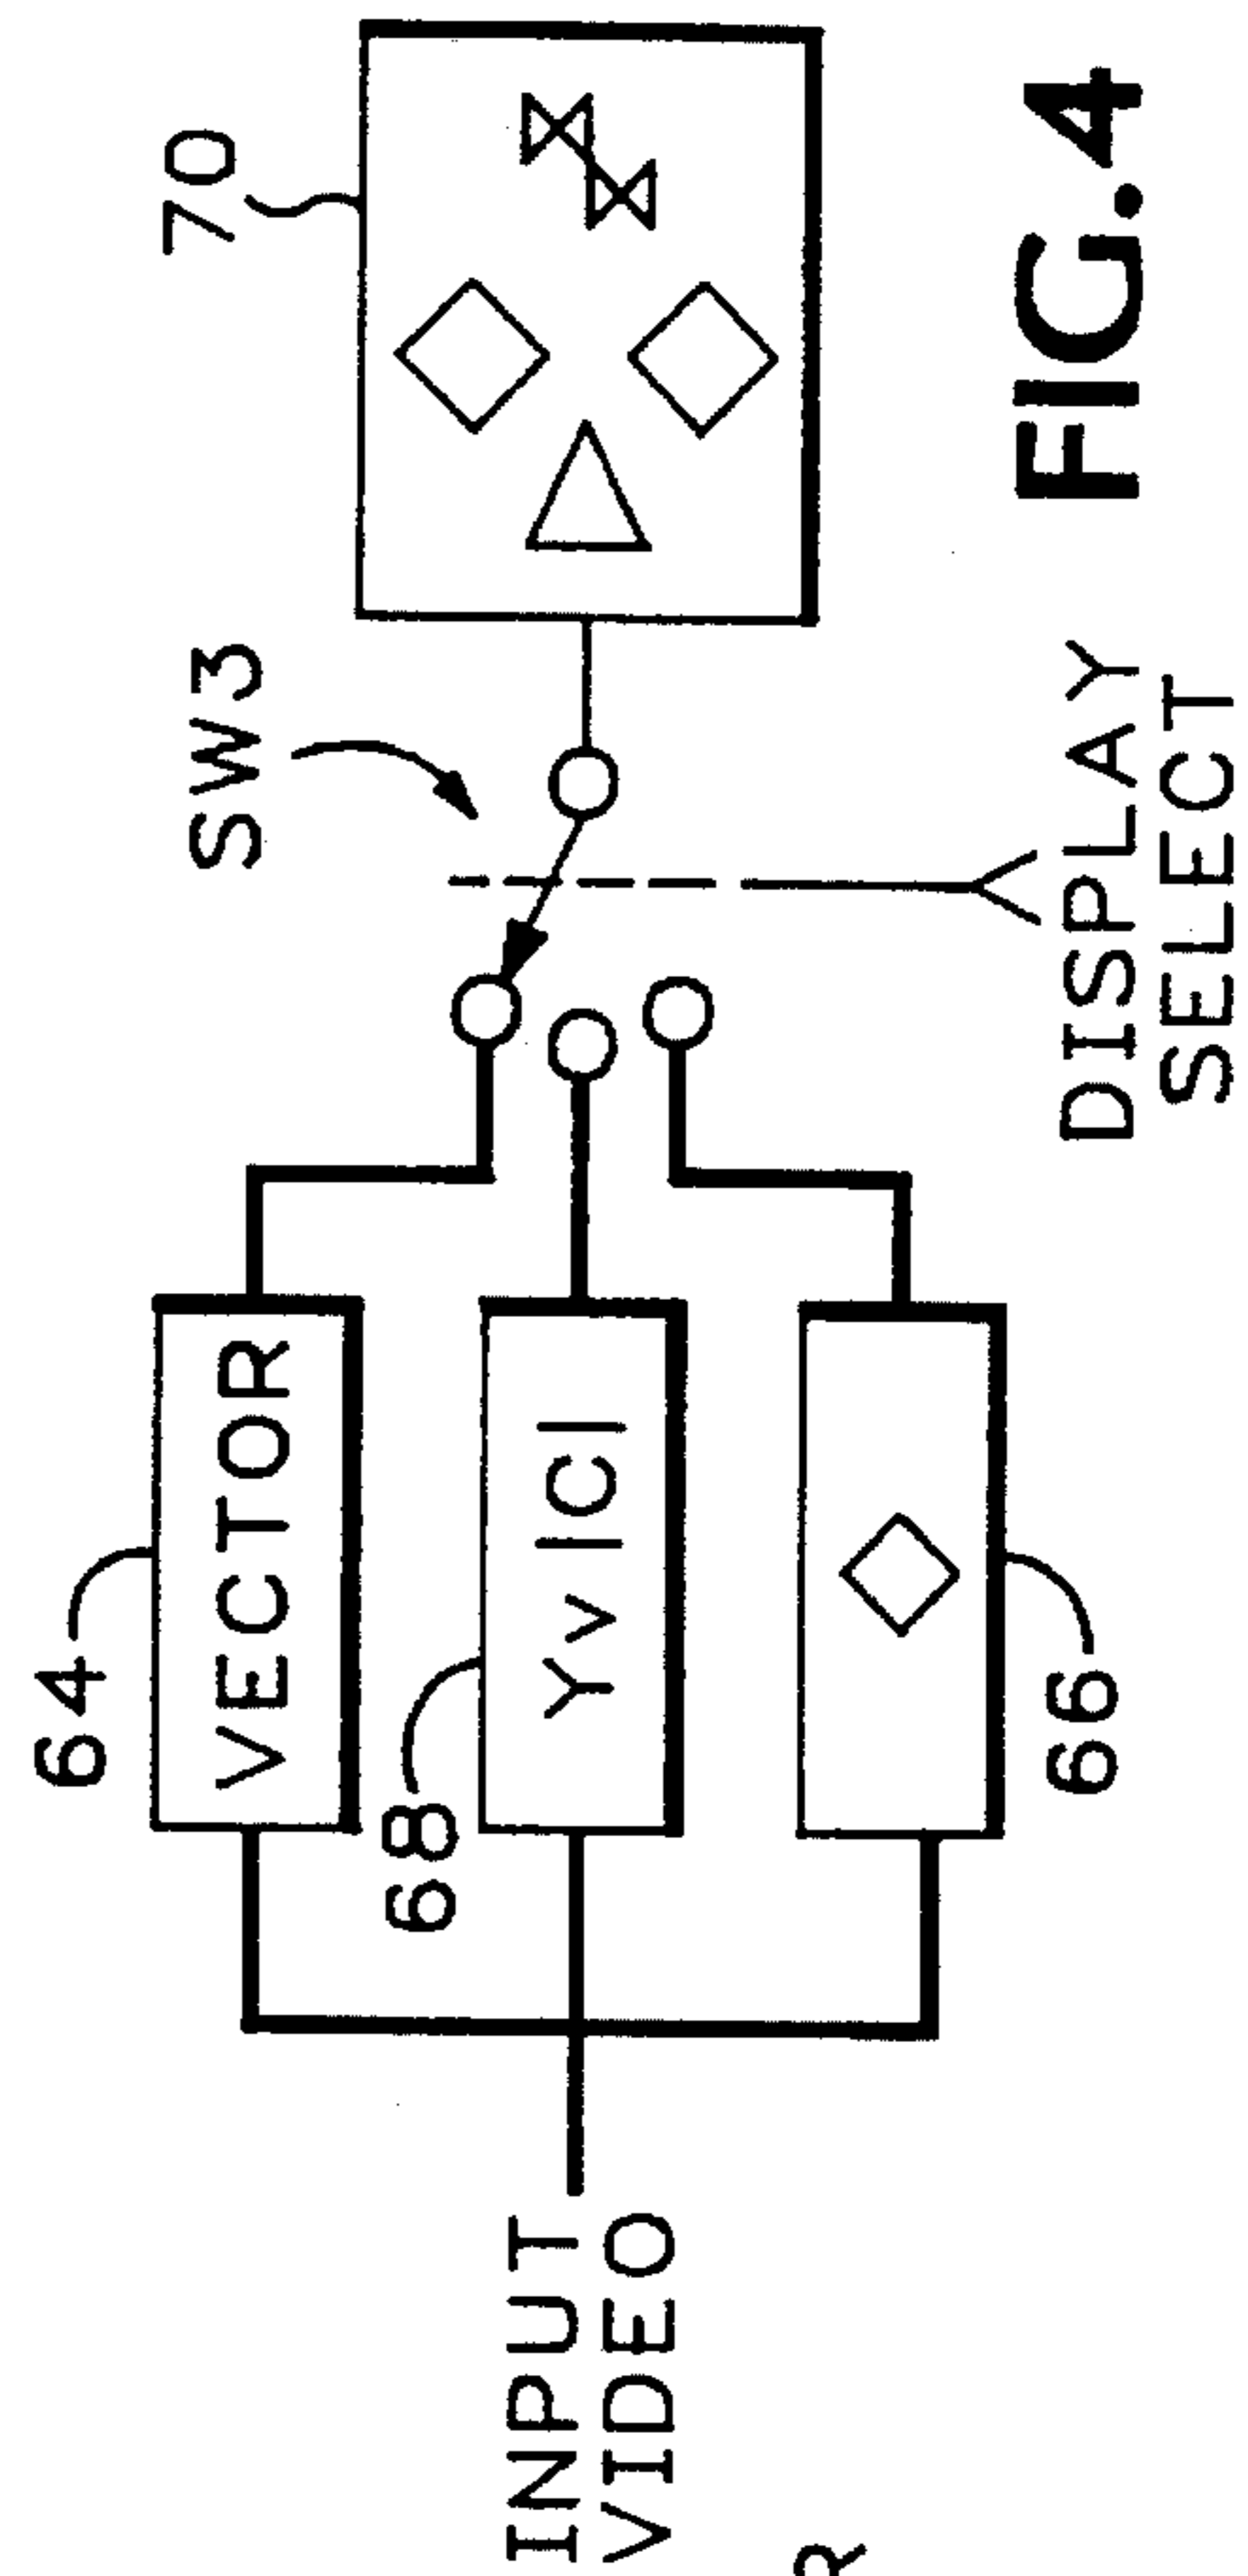 64
VECTOR
68
Yv|C|
66
INPUT
VIDEO
SW3
70
DISPLAY
SELECT
FIG.4
R